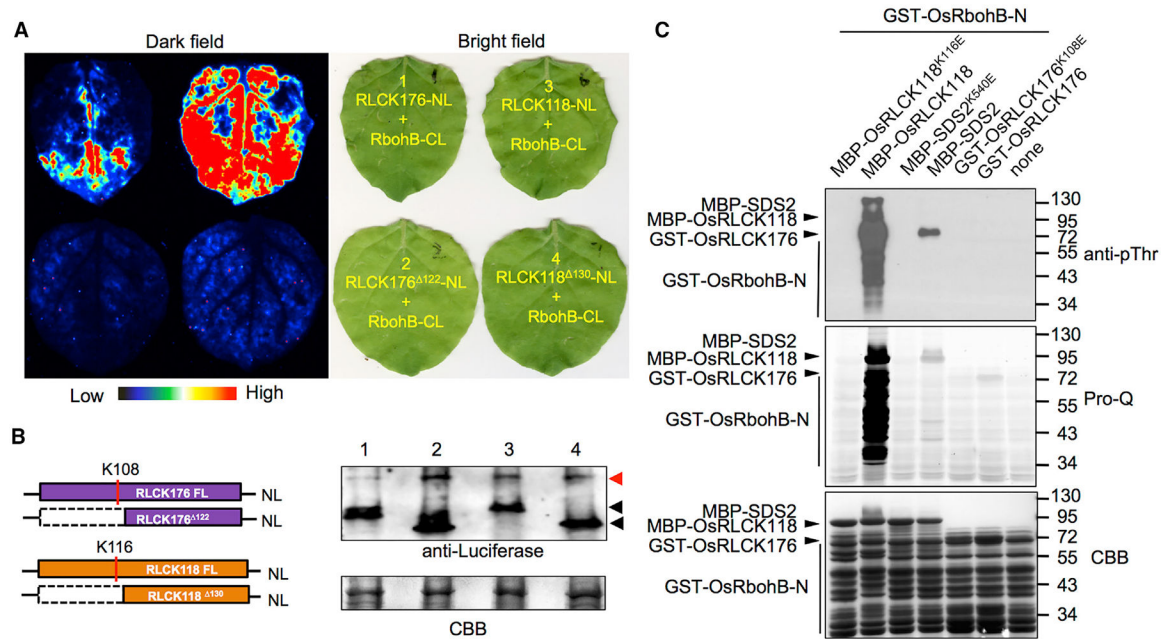 A
Dark field
Bright field
1
RLCK176-NL
+
RbohB-CL
3
RLCK118-NL
+
RbohB-CL
2
RLCK176Δ122-NL
+
RbohB-CL
4
RLCK118Δ130-NL
+
RbohB-CL
Low
High
B
K108
RLCK176 FL
NL
RLCK176Δ122
NL
K116
RLCK118 FL
NL
RLCK118 Δ130
NL
1 2 3 4
anti-Luciferase
CBB
C
GST-OsRbohB-N
MBP-OsRLCK118K116E
MBP-OsRLCK118
MBP-SDS2K540E
MBP-SDS2
GST-OsRLCK176K108E
GST-OsRLCK176
none
MBP-SDS2
MBP-OsRLCK118
GST-OsRLCK176
GST-OsRbohB-N
130
95
72
55
43
34
anti-pThr
MBP-SDS2
MBP-OsRLCK118
GST-OsRLCK176
GST-OsRbohB-N
130
95
72
55
43
34
Pro-Q
MBP-SDS2
MBP-OsRLCK118
GST-OsRLCK176
GST-OsRbohB-N
130
95
72
55
43
34
CBB